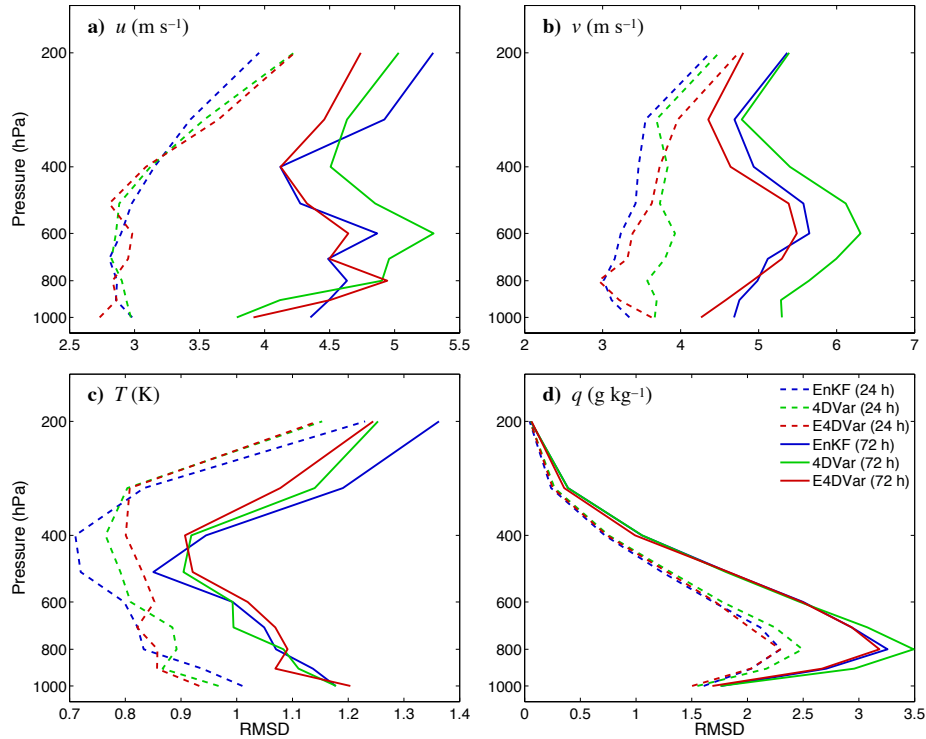 a) u (m s⁻¹)
200
400
600
800
1000
Pressure (hPa)
2.5 3 3.5 4 4.5 5 5.5
b) v (m s⁻¹)
200
400
600
800
1000
2 3 4 5 6 7
c) T (K)
200
400
600
800
1000
Pressure (hPa)
0.7 0.8 0.9 1 1.1 1.2 1.3 1.4
RMSD
d) q (g kg⁻¹)
EnKF (24 h)
4DVar (24 h)
E4DVar (24 h)
EnKF (72 h)
4DVar (72 h)
E4DVar (72 h)
200
400
600
800
1000
0 0.5 1 1.5 2 2.5 3 3.5
RMSD